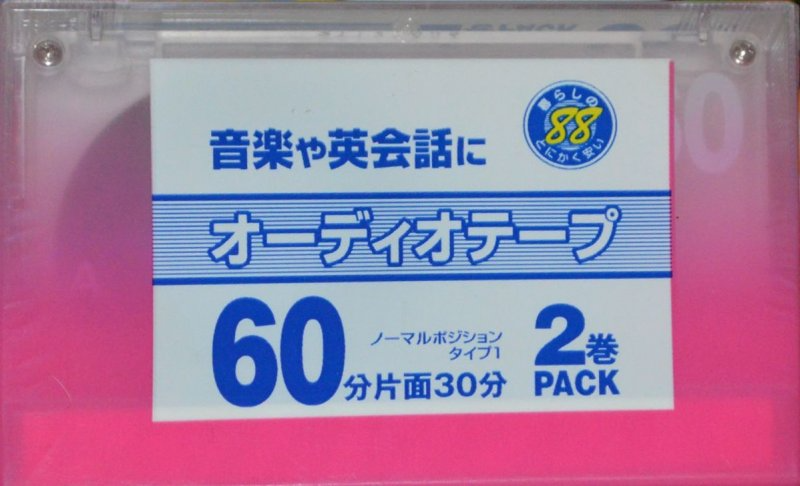 暮らしの
88
とにかく安い
音楽や英会話に
オーディオテープ
60分片面30分
ノーマルポジション
タイプ1
2巻
PACK